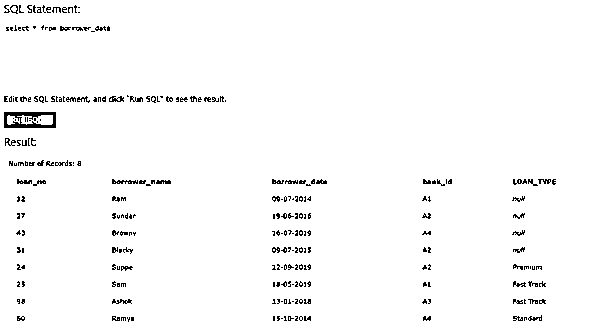 SQL Statement:
select * from borrower_data
Edit the SQL Statement, and click "Run SQL" to see the result.
Run SQL
Result:
Number of Records: 8
loan_no borrower_name borrower_date bank_id LOAN_TYPE
32 Ram 09-07-2014 A1 null
27 Sundar 19-06-2016 A2 null
43 Browny 16-07-2019 A4 null
31 Blacky 09-07-2015 A2 null
24 Suppe 22-09-2019 A2 Premium
25 Sam 18-05-2019 A1 Fast Track
98 Ashok 13-01-2018 A3 Fast Track
60 Ramya 15-10-2014 A4 Standard